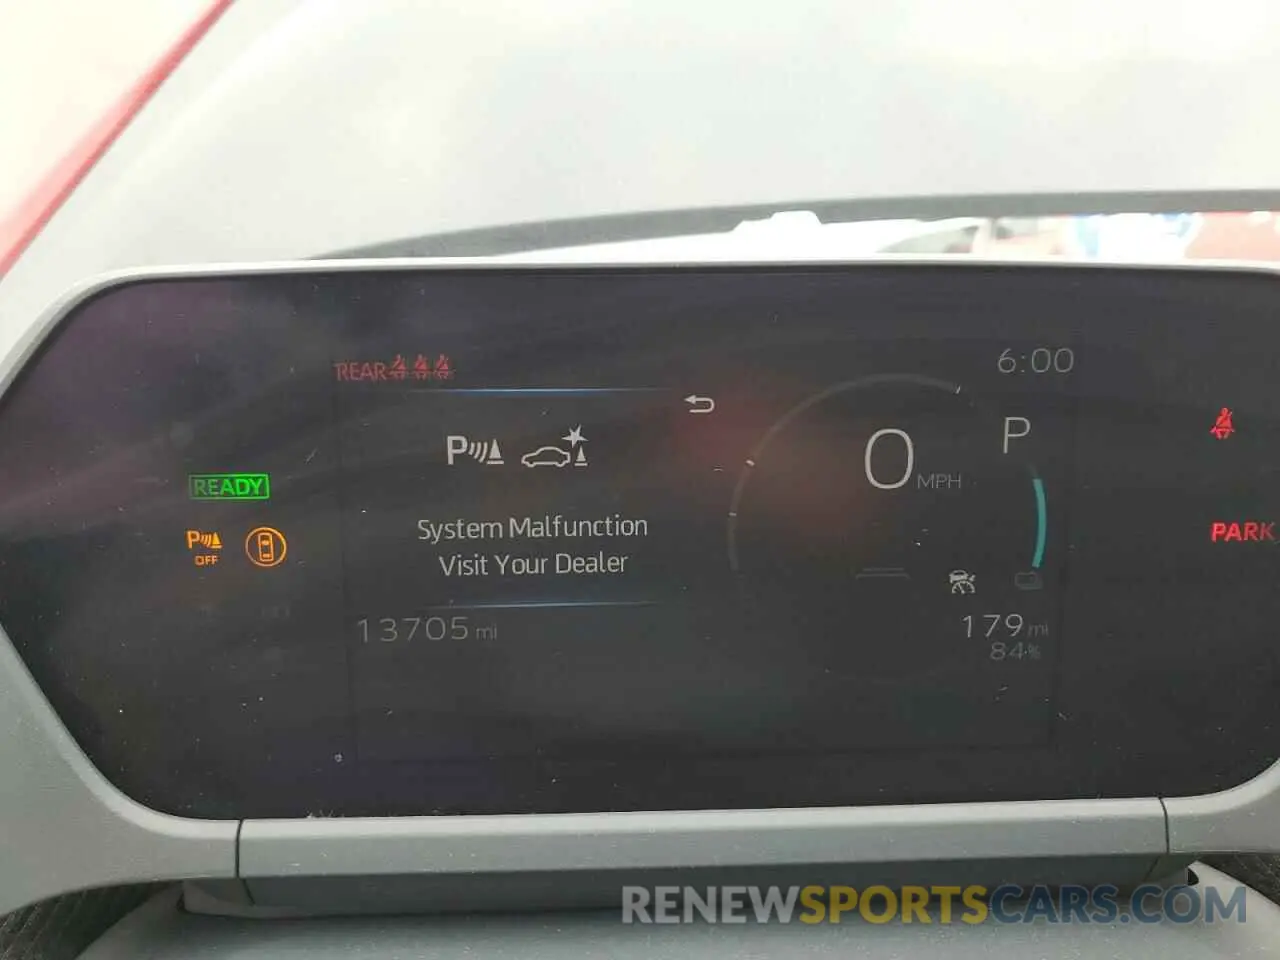 REAR
6:00
P
P
0 MPH
READY
System Malfunction
P OFF
Visit Your Dealer
PARK
13705 mi
179 mi
84%
RENEWSPORTSCARS.COM